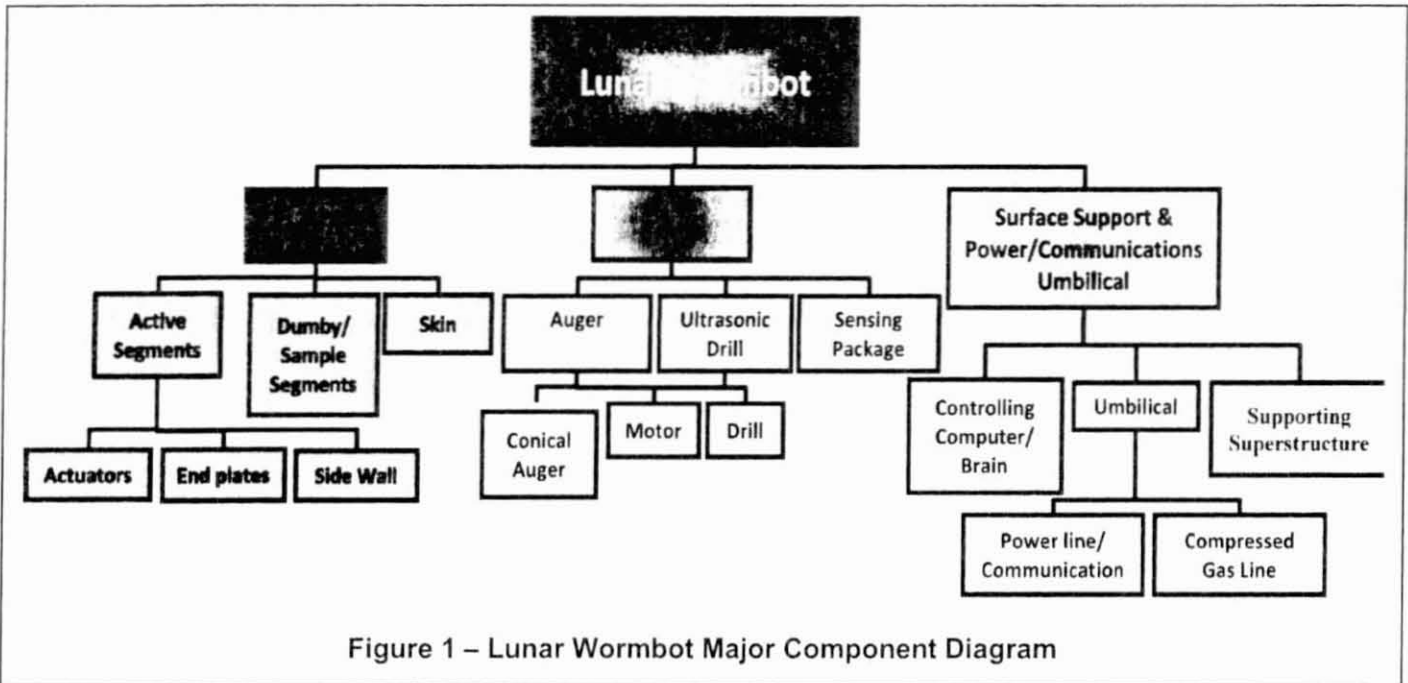 Lunar Wormbot
Surface Support &
Power/Communications
Umbilical
Active
Segments
Dumby/
Sample
Segments
Skin
Auger
Ultrasonic
Drill
Sensing
Package
Actuators
End plates
Side Wall
Conical
Auger
Motor
Drill
Controlling
Computer/
Brain
Umbilical
Supporting
Superstructure
Power line/
Communication
Compressed
Gas Line
Figure 1 – Lunar Wormbot Major Component Diagram